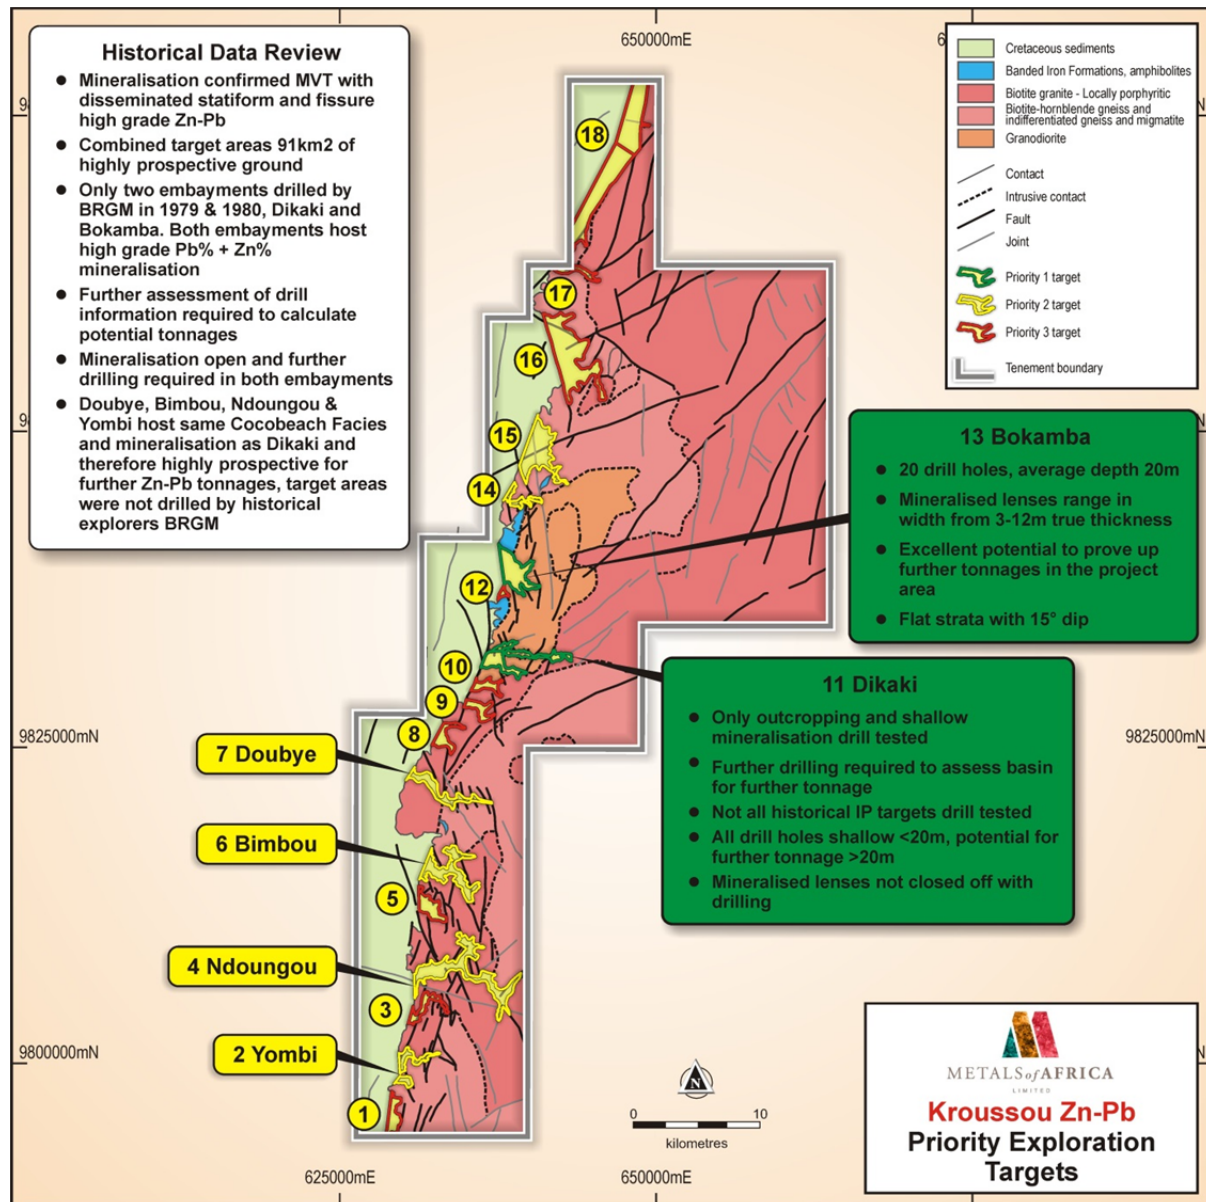 Historical Data Review
● Mineralisation confirmed MVT with
disseminated statiform and fissure
high grade Zn-Pb
● Combined target areas 91km2 of
highly prospective ground
● Only two embayments drilled by
BRGM in 1979 & 1980, Dikaki and
Bokamba. Both embayments host
high grade Pb% + Zn%
mineralisation
● Further assessment of drill
information required to calculate
potential tonnages
● Mineralisation open and further
drilling required in both embayments
● Doubye, Bimbou, Ndoungou &
Yombi host same Cocobeach Facies
and mineralisation as Dikaki and
therefore highly prospective for
further Zn-Pb tonnages, target areas
were not drilled by historical
explorers BRGM
650000mE
Cretaceous sediments
Banded Iron Formations, amphibolites
Biotite granite - Locally porphyritic
Biotite-hornblende gneiss and
indifferentiated gneiss and migmatite
Granodiorite
Contact
Intrusive contact
Fault
Joint
Priority 1 target
Priority 2 target
Priority 3 target
Tenement boundary
18
17
16
15
14
12
10
9
8
13 Bokamba
● 20 drill holes, average depth 20m
● Mineralised lenses range in
width from 3-12m true thickness
● Excellent potential to prove up
further tonnages in the project
area
● Flat strata with 15° dip
11 Dikaki
● Only outcropping and shallow
mineralisation drill tested
● Further drilling required to assess basin
for further tonnage
● Not all historical IP targets drill tested
● All drill holes shallow <20m, potential for
further tonnage >20m
● Mineralised lenses not closed off with
drilling
9825000mN
9825000mN
7 Doubye
6 Bimbou
5
4 Ndoungou
3
2 Yombi
1
9800000mN
N
0 10
kilometres
625000mE
650000mE
METALS of AFRICA
LIMITED
Kroussou Zn-Pb
Priority Exploration
Targets